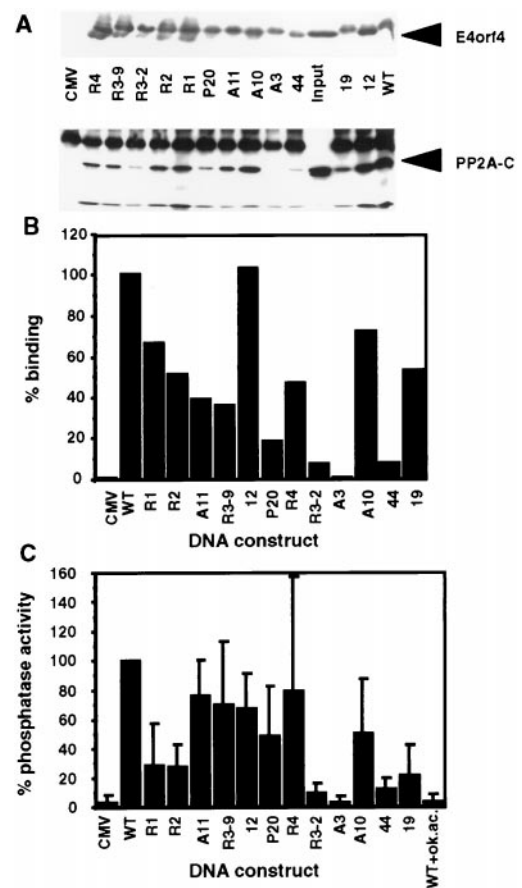 A
E4orf4
CMV R4 R3-9 R3-2 R2 R1 P20 A11 A10 A3 44 Input 19 12 WT
PP2A-C
B
120
100
80
60
40
20
0
% binding
CMV WT R1 R2 A11 R3-9 12 P20 R4 R3-2 A3 A10 44 19
DNA construct
C
160
140
120
100
80
60
40
20
0
% phosphatase activity
CMV WT R1 R2 A11 R3-9 12 P20 R4 R3-2 A3 A10 44 19 WT+ok.ac.
DNA construct